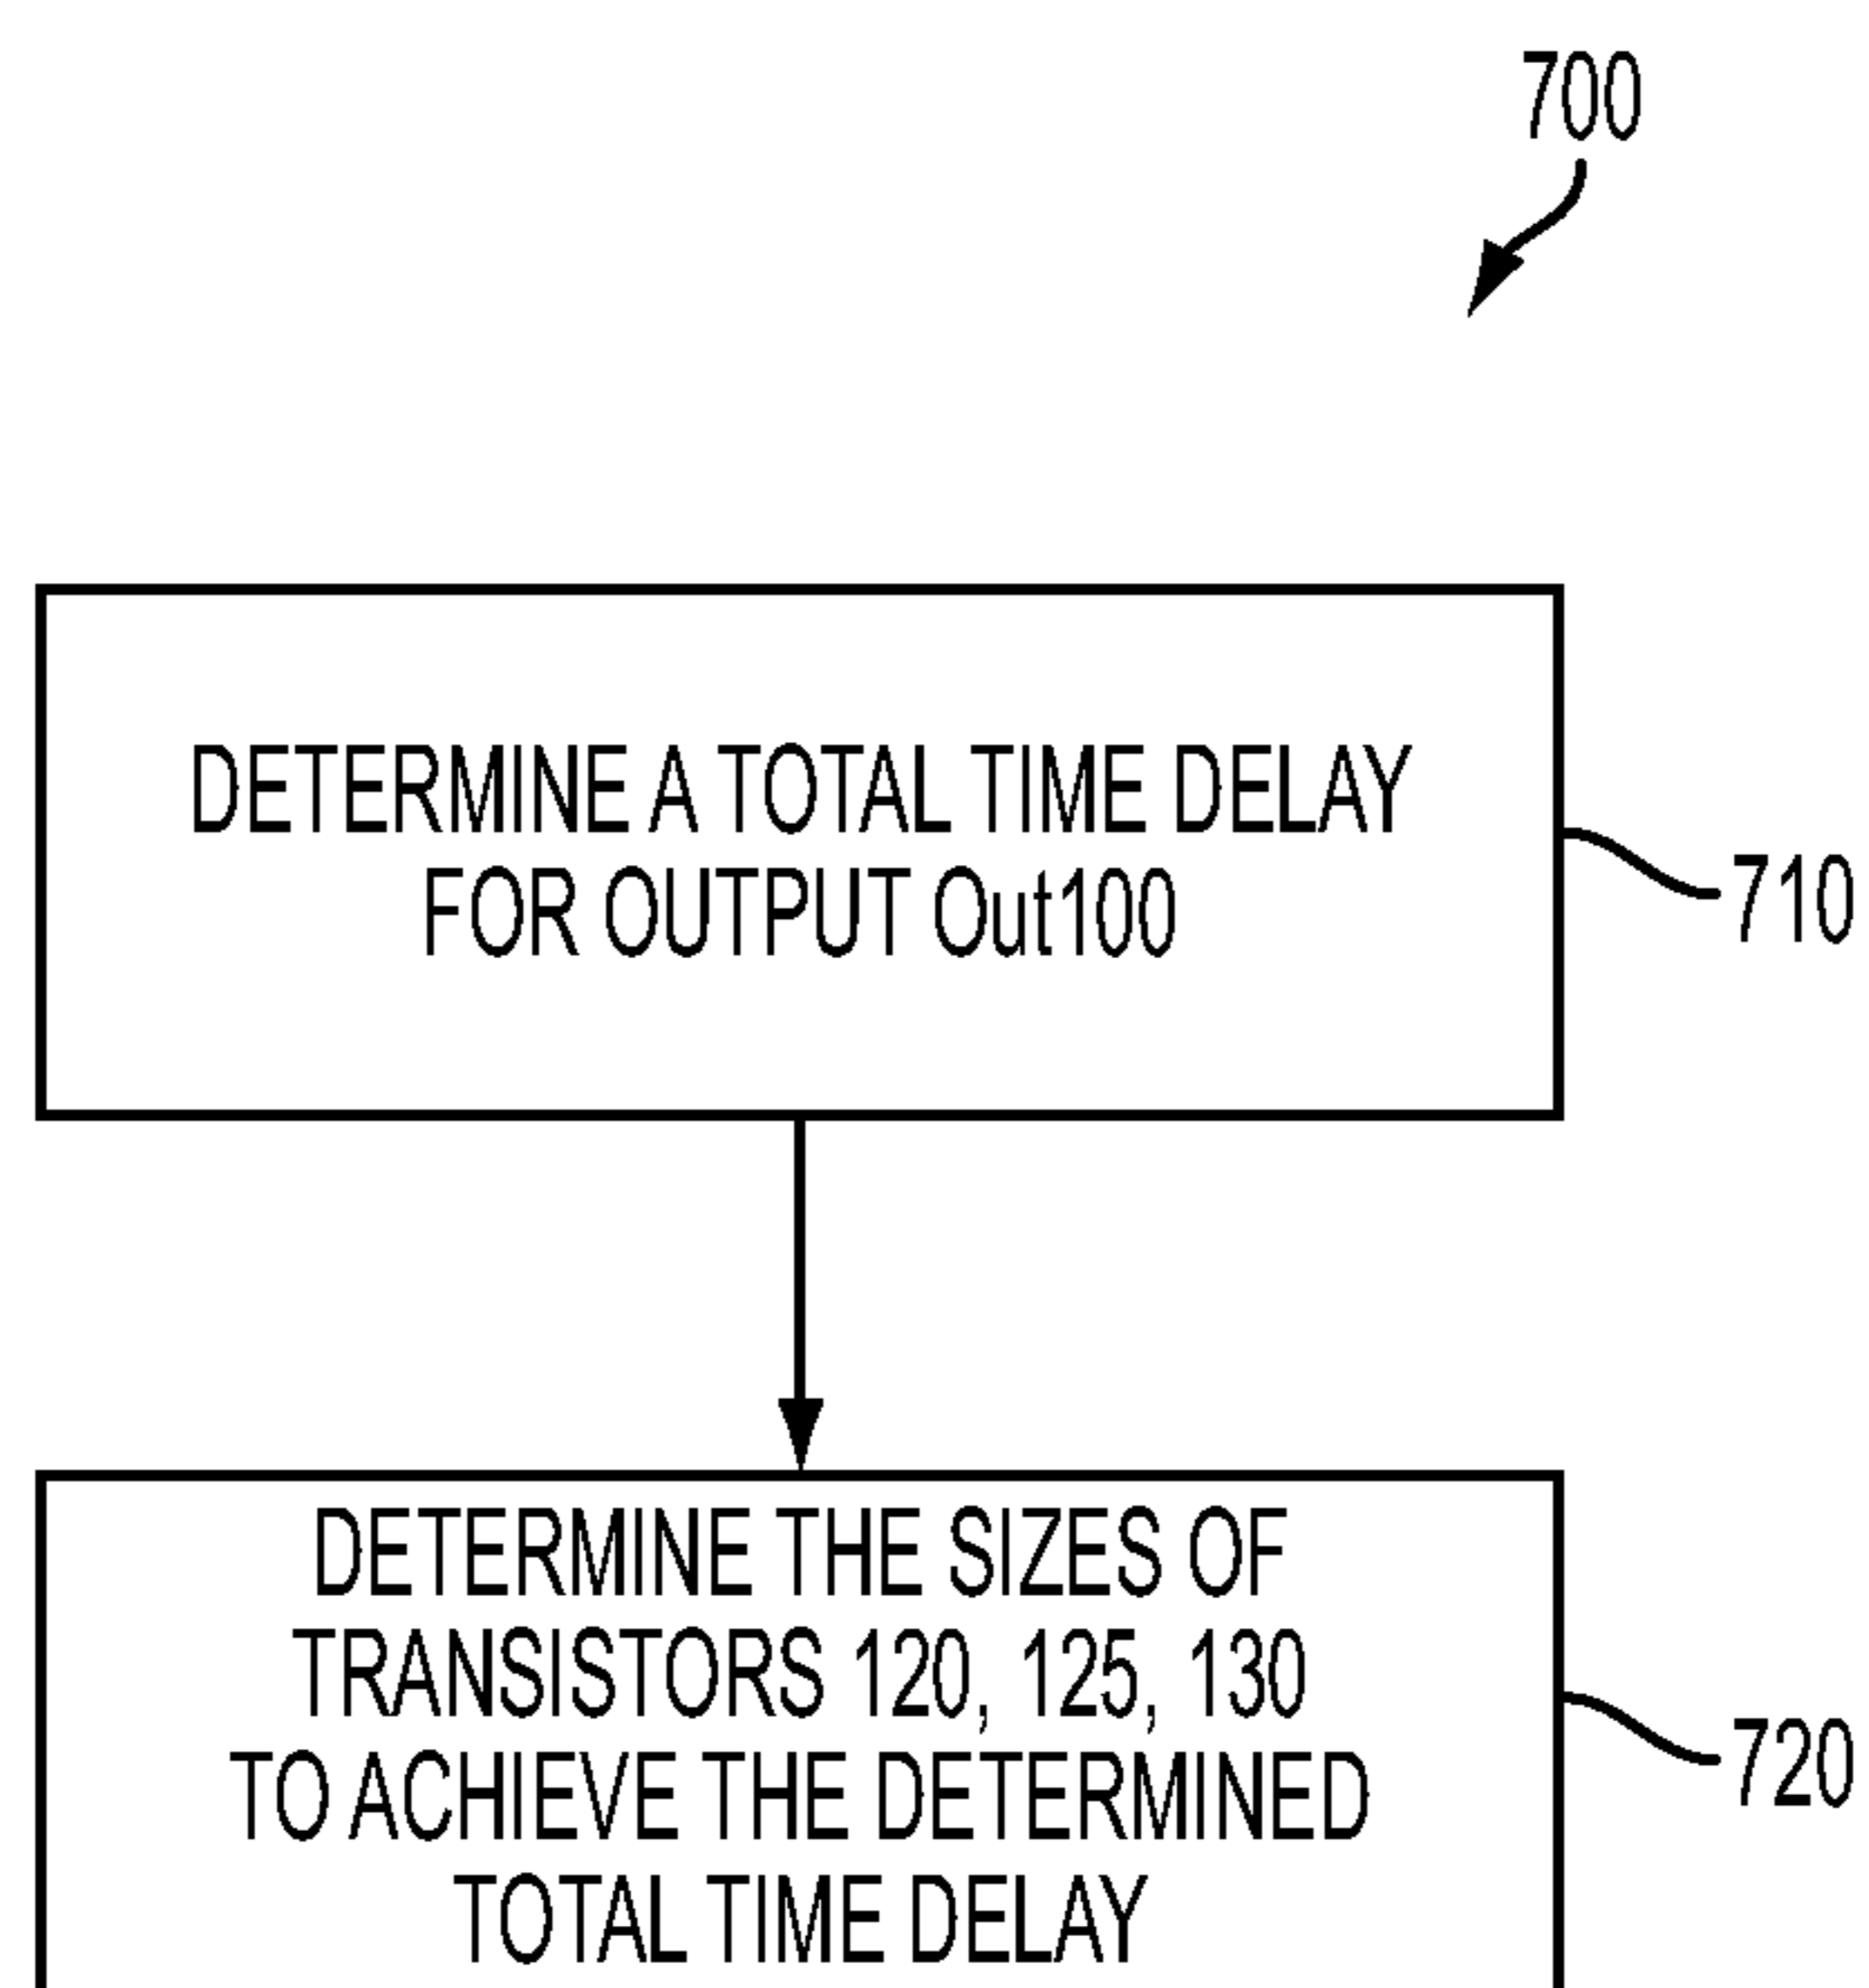 700
DETERMINE A TOTAL TIME DELAY
FOR OUTPUT Out100
710
DETERMINE THE SIZES OF
TRANSISTORS 120, 125, 130
TO ACHIEVE THE DETERMINED
TOTAL TIME DELAY
720